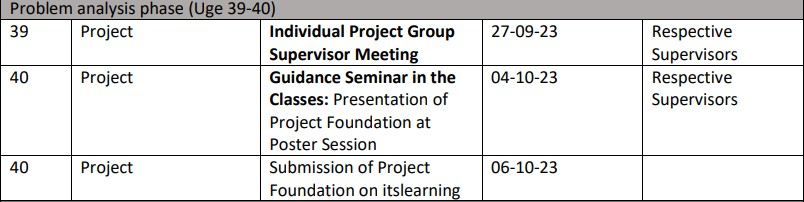 Problem analysis phase (Uge 39-40)
39 Project Individual Project Group 27-09-23 Respective
Supervisor Meeting Supervisors
40 Project Guidance Seminar in the 04-10-23 Respective
Classes: Presentation of Supervisors
Project Foundation at
Poster Session
40 Project Submission of Project 06-10-23
Foundation on itslearning